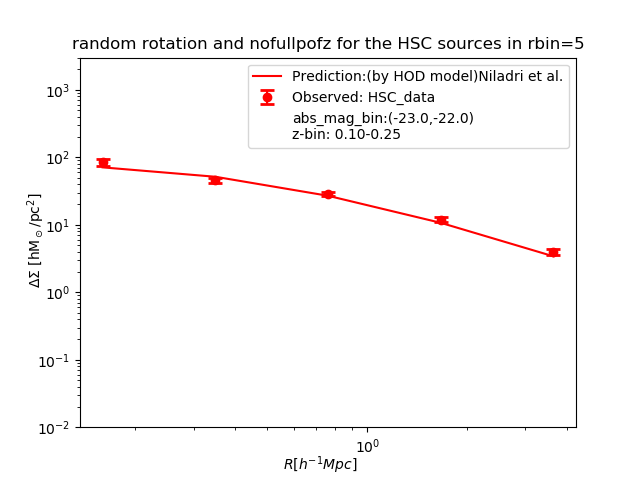 random rotation and nofullpofz for the HSC sources in rbin=5
Prediction:(by HOD model)Niladri et al.
Observed: HSC_data
abs_mag_bin:(-23.0,-22.0)
z-bin: 0.10-0.25
ΔΣ [hM⊙/pc²]
10³
10²
10¹
10⁰
10⁻¹
10⁻²
10⁰
R[h⁻¹Mpc]